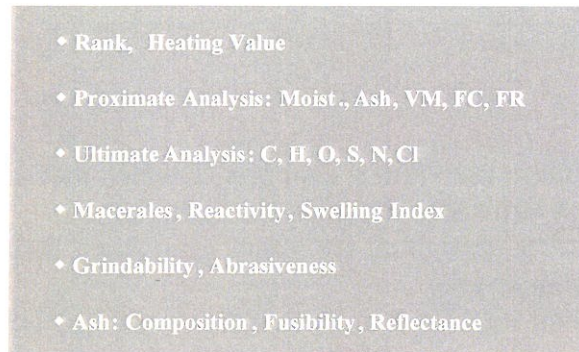 ◆ Rank, Heating Value
◆ Proximate Analysis: Moist., Ash, VM, FC, FR
◆ Ultimate Analysis: C, H, O, S, N, Cl
◆ Macerales, Reactivity, Swelling Index
◆ Grindability, Abrasiveness
◆ Ash: Composition, Fusibility, Reflectance